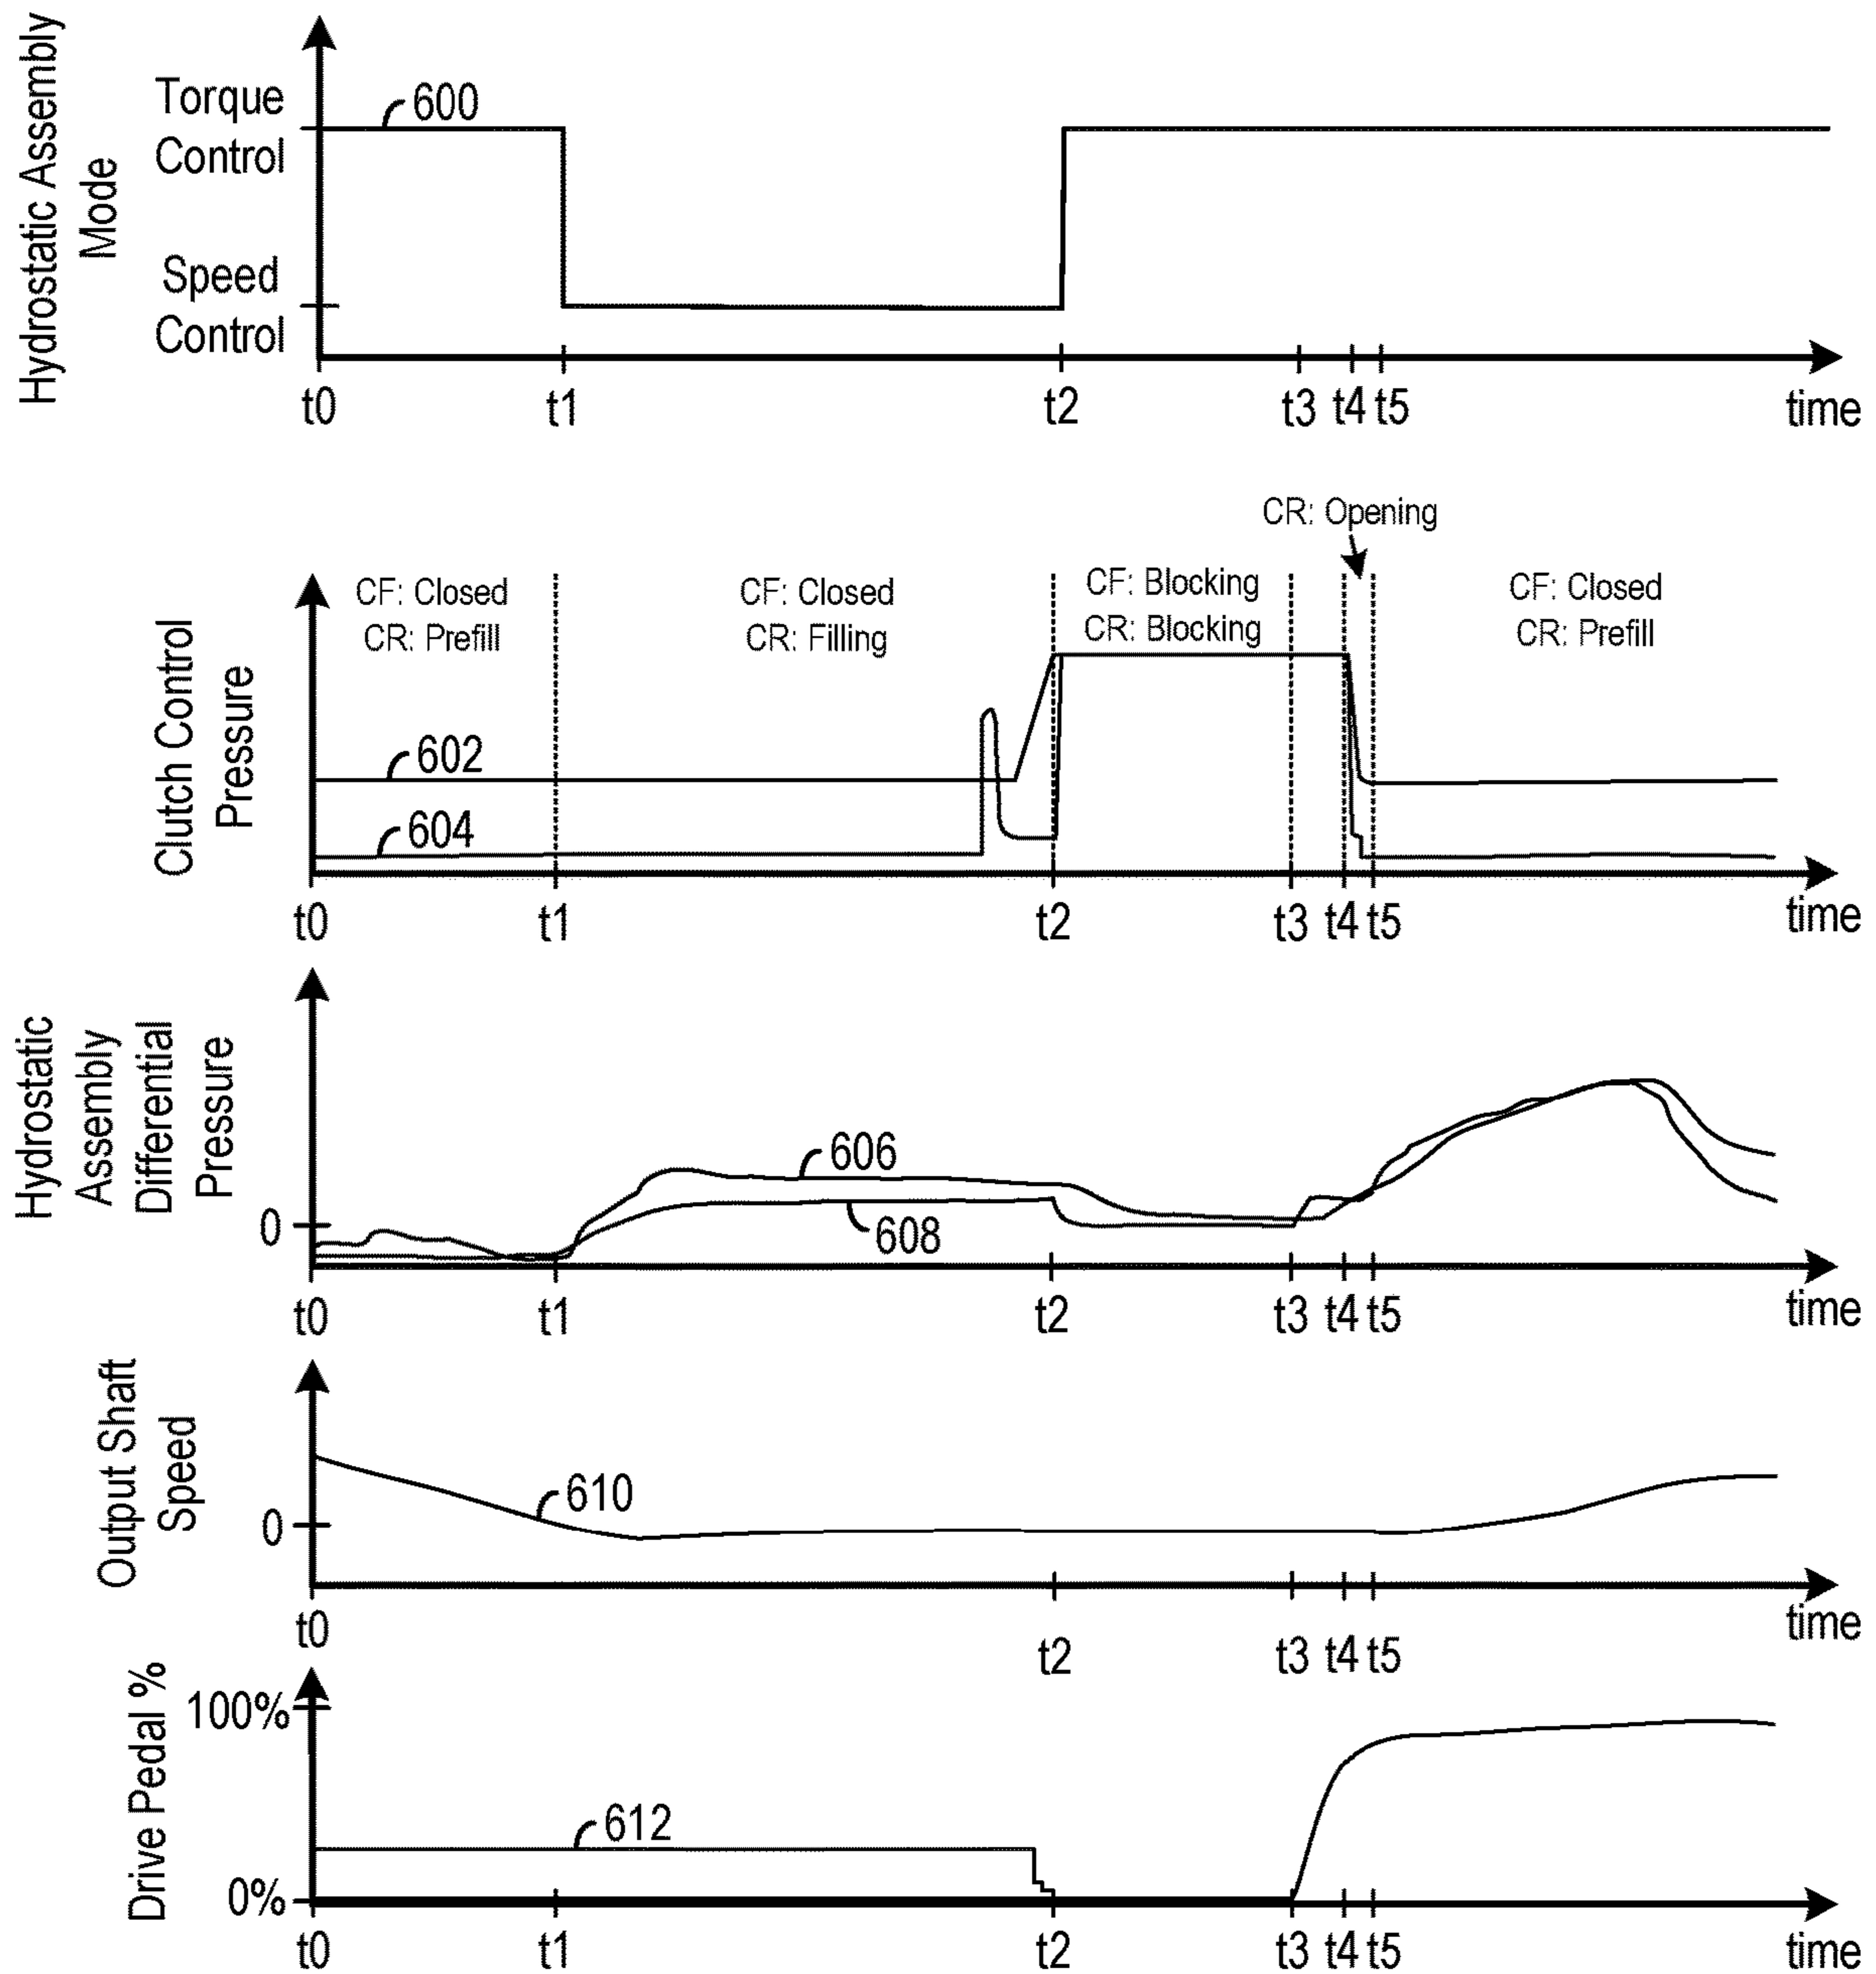 Hydrostatic Assembly
Mode
Torque
Control
Speed
Control
600
t0 t1 t2 t3 t4 t5 time
CR: Opening
Clutch Control
Pressure
CF: Closed
CR: Prefill
CF: Closed
CR: Filling
CF: Blocking
CR: Blocking
CF: Closed
CR: Prefill
602
604
t0 t1 t2 t3 t4 t5 time
Hydrostatic
Assembly
Differential
Pressure
0
606
608
t0 t1 t2 t3 t4 t5 time
Output Shaft
Speed
0
610
t0 t2 t3 t4 t5 time
Drive Pedal %
100%
0%
612
t0 t1 t2 t3 t4 t5 time